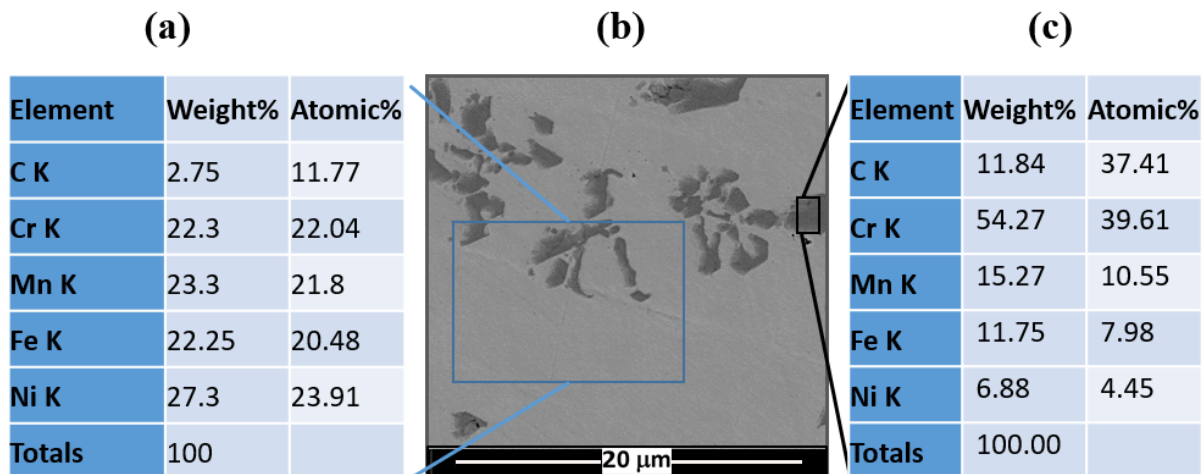 (a) (b) (c)
Element Weight% Atomic%
C K 2.75 11.77
Cr K 22.3 22.04
Mn K 23.3 21.8
Fe K 22.25 20.48
Ni K 27.3 23.91
Totals 100
20 μm
Element Weight% Atomic%
C K 11.84 37.41
Cr K 54.27 39.61
Mn K 15.27 10.55
Fe K 11.75 7.98
Ni K 6.88 4.45
Totals 100.00